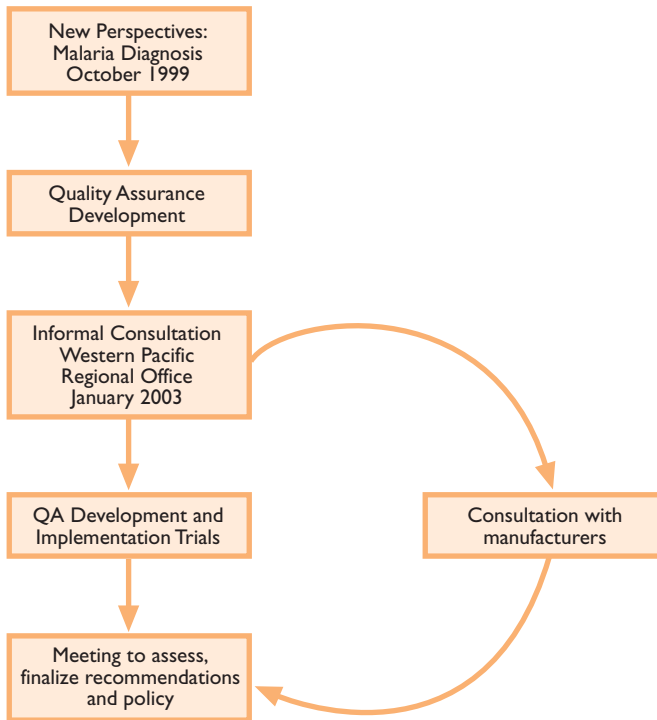 New Perspectives:
Malaria Diagnosis
October 1999
Quality Assurance
Development
Informal Consultation
Western Pacific
Regional Office
January 2003
QA Development and
Implementation Trials
Consultation with
manufacturers
Meeting to assess,
finalize recommendations
and policy